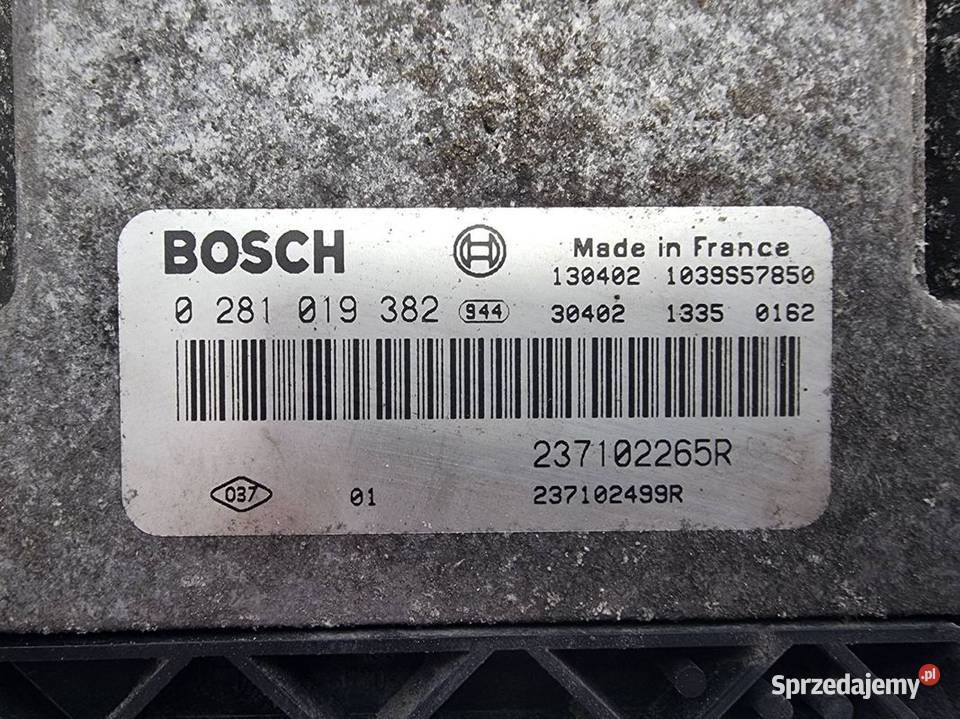 BOSCH
Made in France
130402 1039S57850
0 281 019 382 944 30402 1335 0162
237102265R
037 01 237102499R
Sprzedajemy.pl